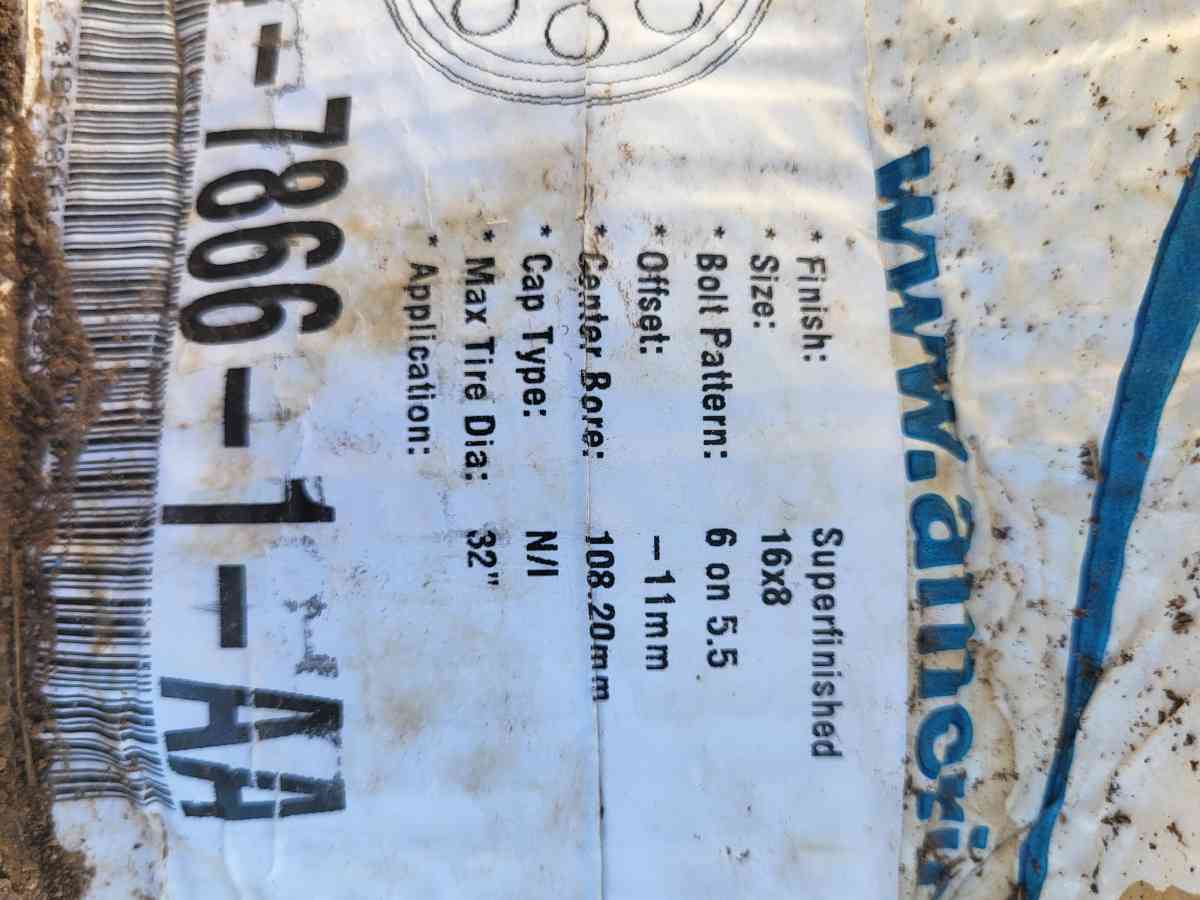 www.ameri
* Finish: Superfinished
* Size: 16x8
* Bolt Pattern: 6 on 5.5
* Offset: -11mm
* Center Bore: 108.20mm
* Cap Type: N/I
* Max Tire Dia: 32"
* Application:
-7866-1-AA